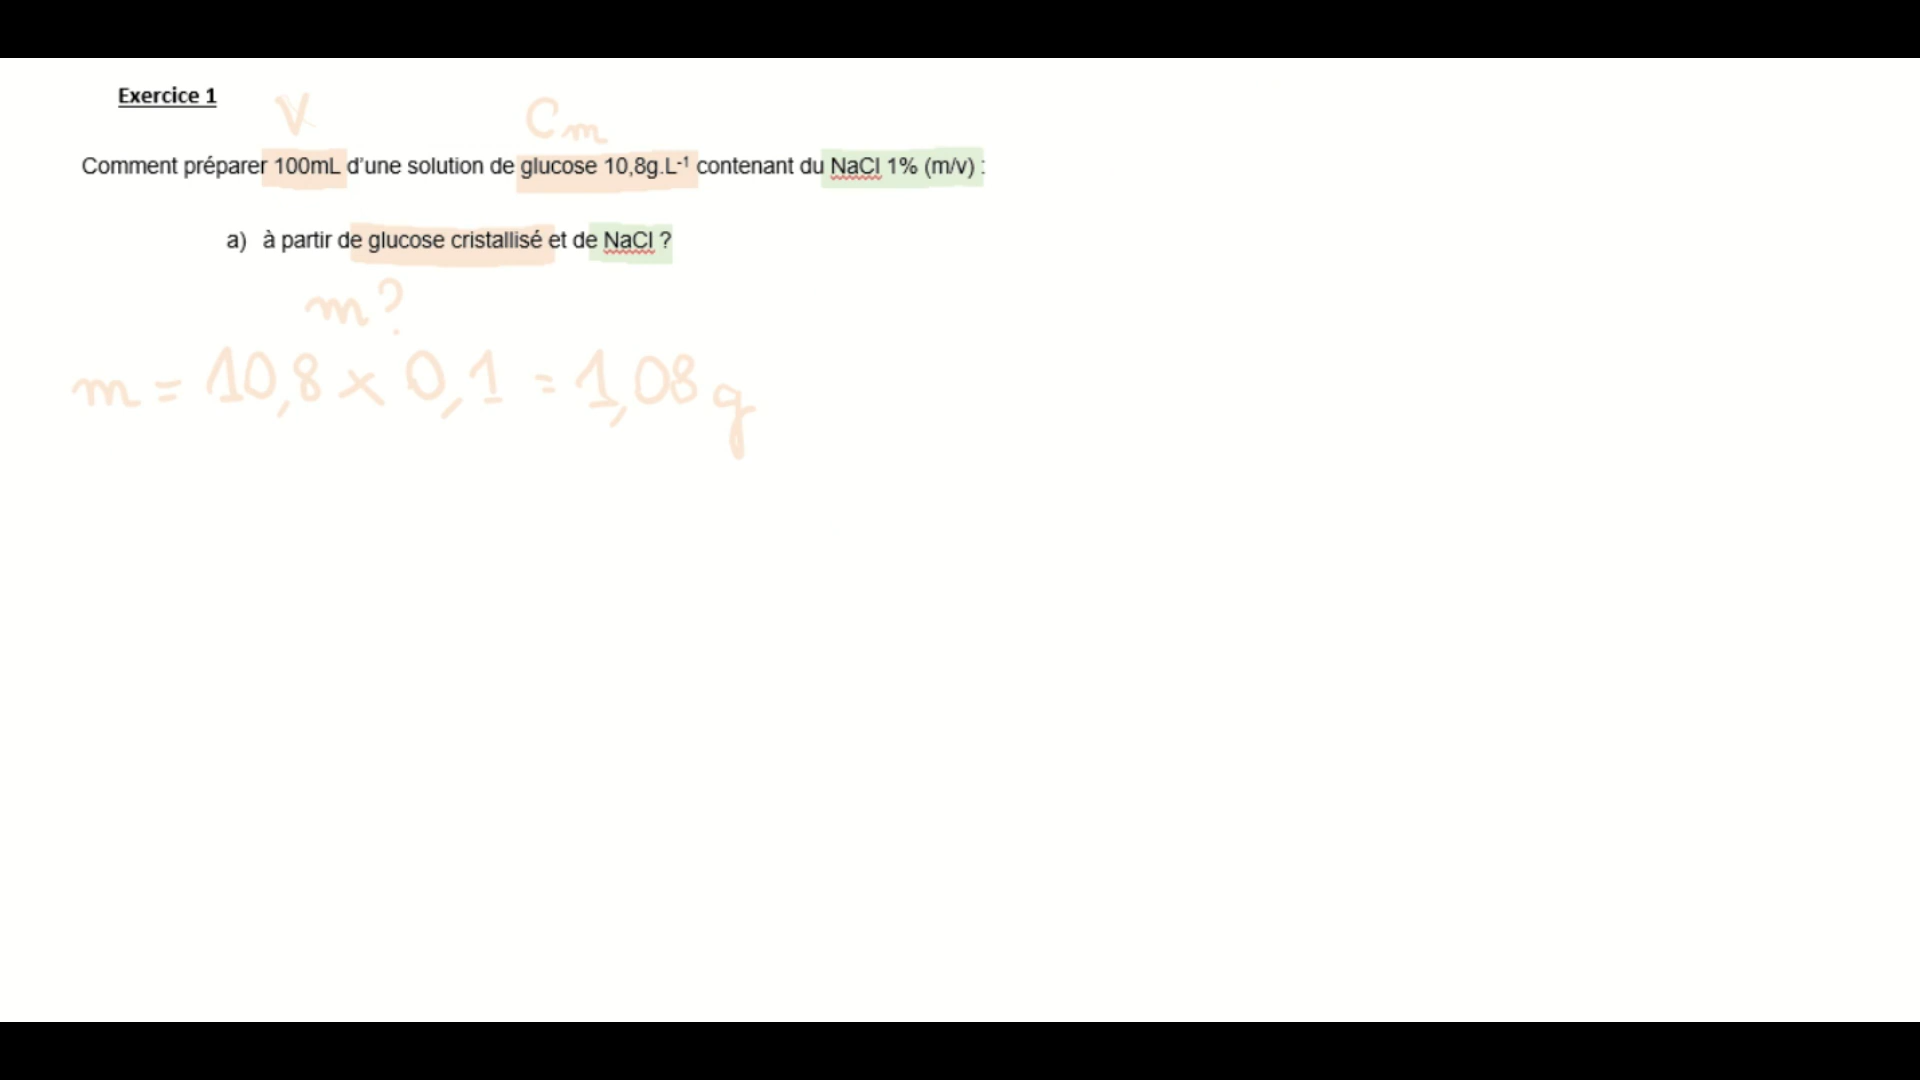 Exercice 1
V
Cm
Comment préparer 100mL d'une solution de glucose 10,8g.L⁻¹ contenant du NaCl 1% (m/v) :
a) à partir de glucose cristallisé et de NaCl ?
m?
m = 10,8 x 0,1 = 1,08 g